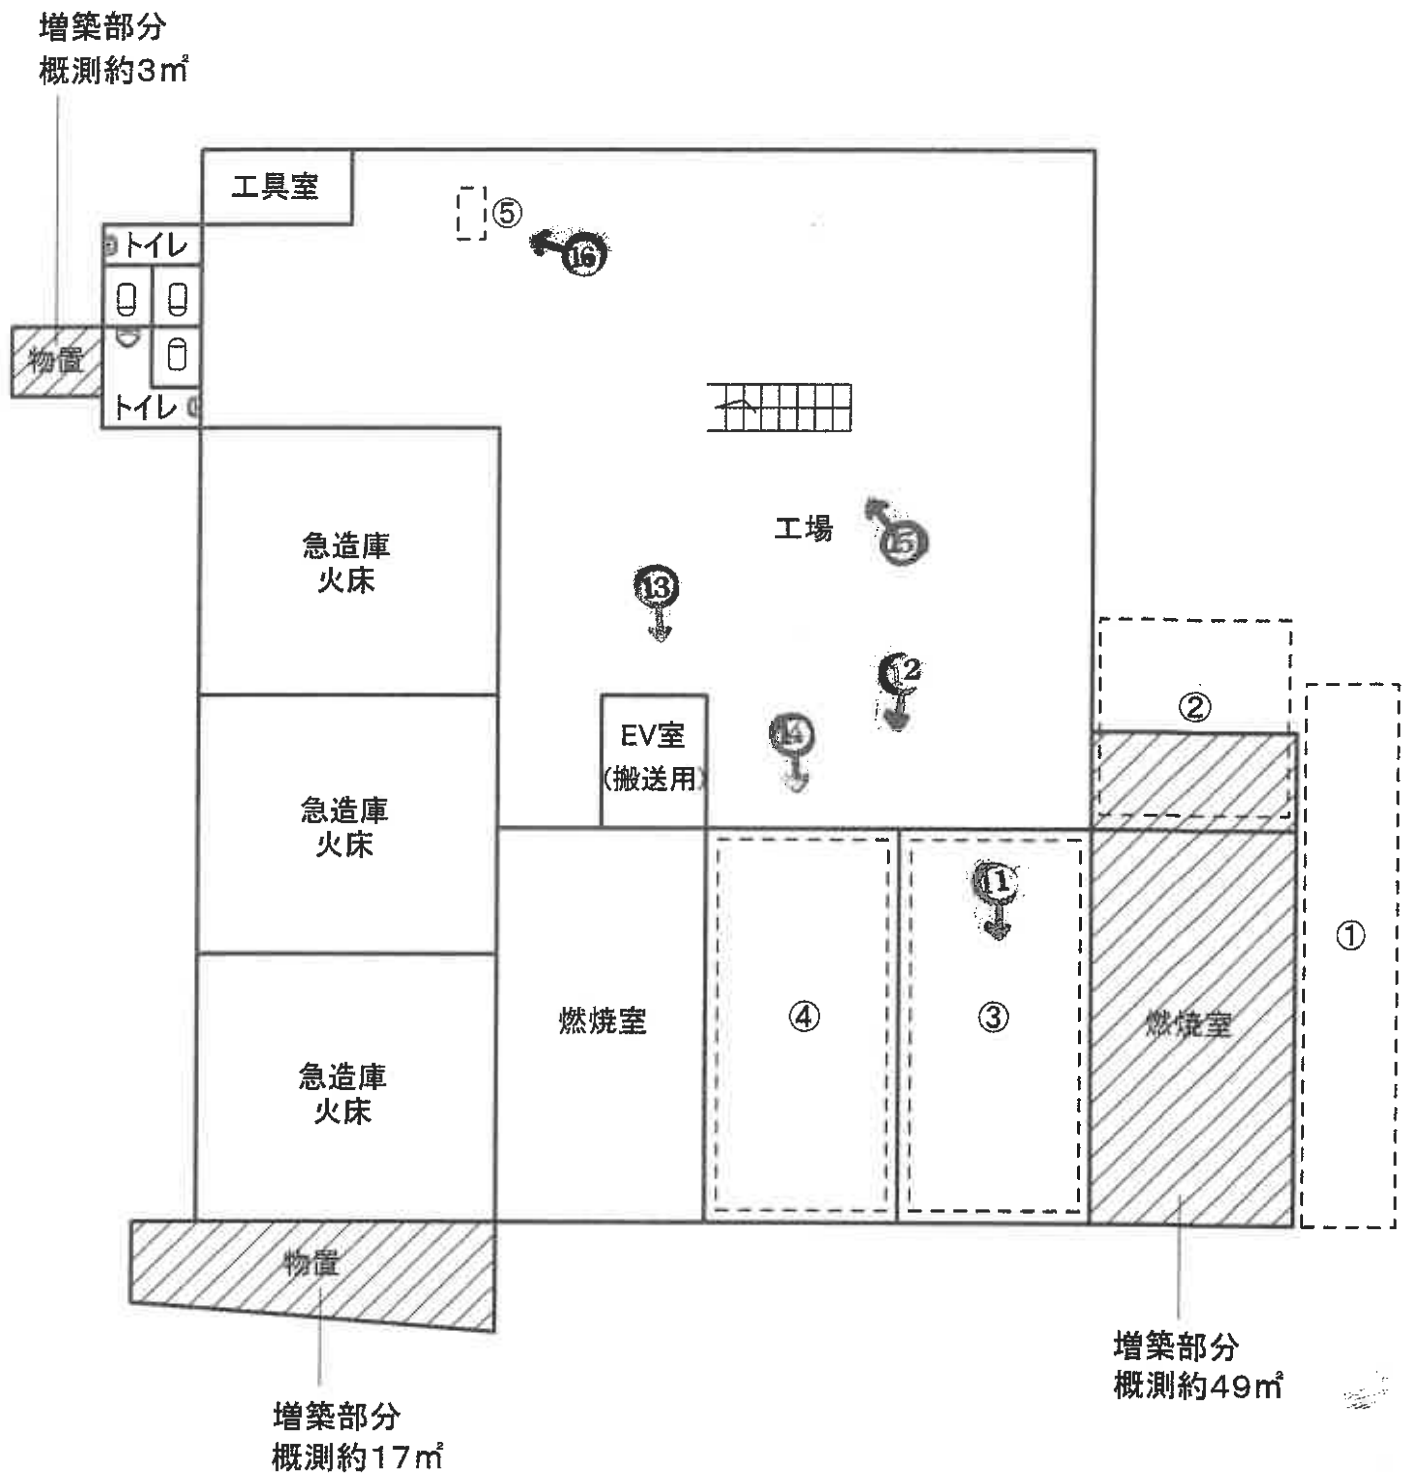 増築部分
概測約3㎡
工具室
⑤
トイレ
16
物置
トイレ
急造庫
火床
工場
15
13
12
②
EV室
(搬送用)
14
急造庫
火床
11
①
燃焼室
④
③
燃焼室
急造庫
火床
物置
増築部分
概測約49㎡
増築部分
概測約17㎡